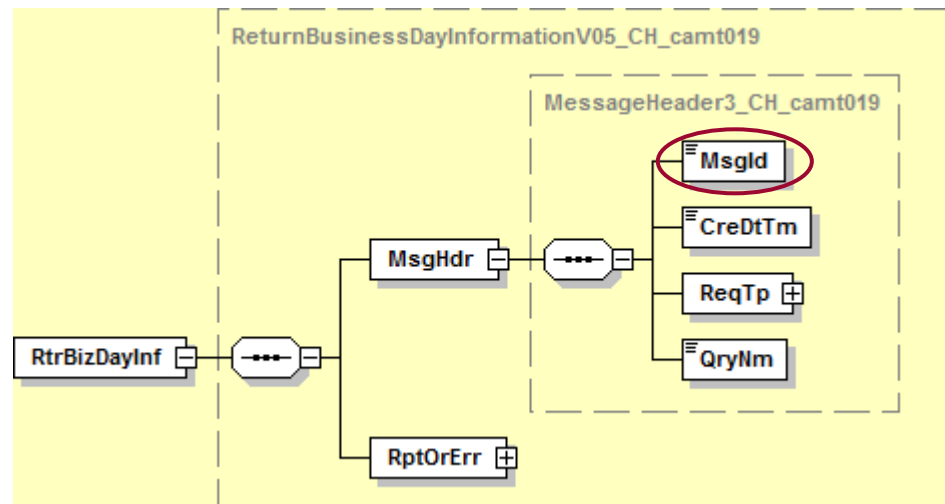 ReturnBusinessDayInformationV05_CH_camt019
MessageHeader3_CH_camt019
MsgId
CreDtTm
MsgHdr
ReqTp
RtrBizDayInf
QryNm
RptOrErr